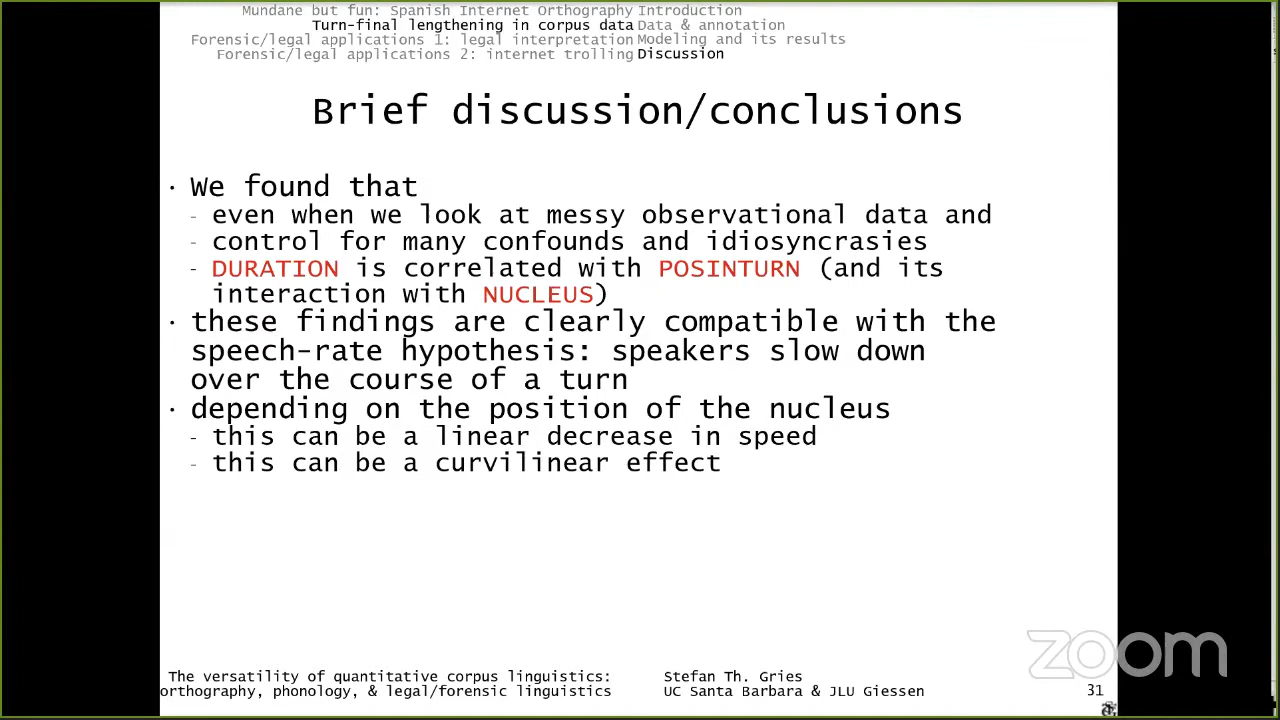 Mundane but fun: Spanish Internet Orthography Introduction
Turn-final lengthening in corpus data Data & annotation
Forensic/legal applications 1: legal interpretation Modeling and its results
Forensic/legal applications 2: internet trolling Discussion
Brief discussion/conclusions
· We found that
- even when we look at messy observational data and
- control for many confounds and idiosyncrasies
- DURATION is correlated with POSINTURN (and its
interaction with NUCLEUS)
· these findings are clearly compatible with the
speech-rate hypothesis: speakers slow down
over the course of a turn
· depending on the position of the nucleus
- this can be a linear decrease in speed
- this can be a curvilinear effect
zoom
The versatility of quantitative corpus linguistics: Stefan Th. Gries
orthography, phonology, & legal/forensic linguistics UC Santa Barbara & JLU Giessen 31